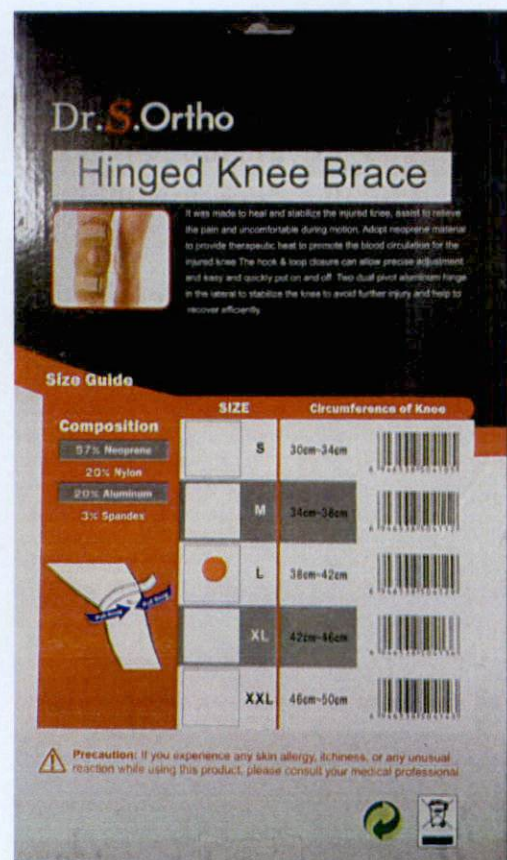 Dr.S.Ortho
Hinged Knee Brace
It was made to heal and stabilize the injured knee, assist to relieve
the pain and uncomfortable during motion. Adopt neoprene material
to provide therapeutic heat to promote the blood circulation for the
injured knee The hook & loop closure can allow precise adjustment
and easy and quickly put on and off. Two dual pivot aluminum hinge
in the lateral to stabilize the knee to avoid further injury and help to
recover efficiently.
Size Guide
SIZE Circumference of Knee
Composition
57% Neoprene
20% Nylon
20% Aluminum
3% Spandex
S 30cm~34cm
M 34cm~38cm
L 38cm~42cm
XL 42cm~46cm
XXL 46cm~50cm
Precaution: If you experience any skin allergy, itchiness, or any unusual
reaction while using this product, please consult your medical professional